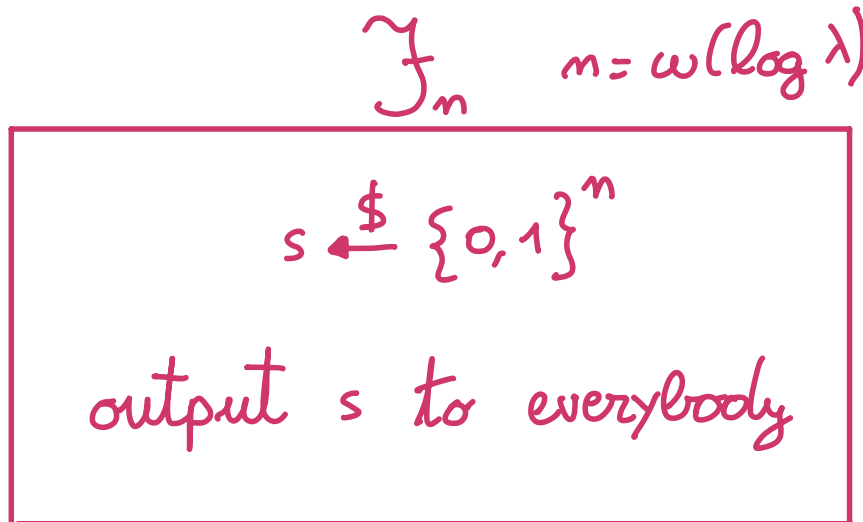 ℱₙ n = ω(log λ)
s ←$ {0,1}ⁿ
output s to everybody